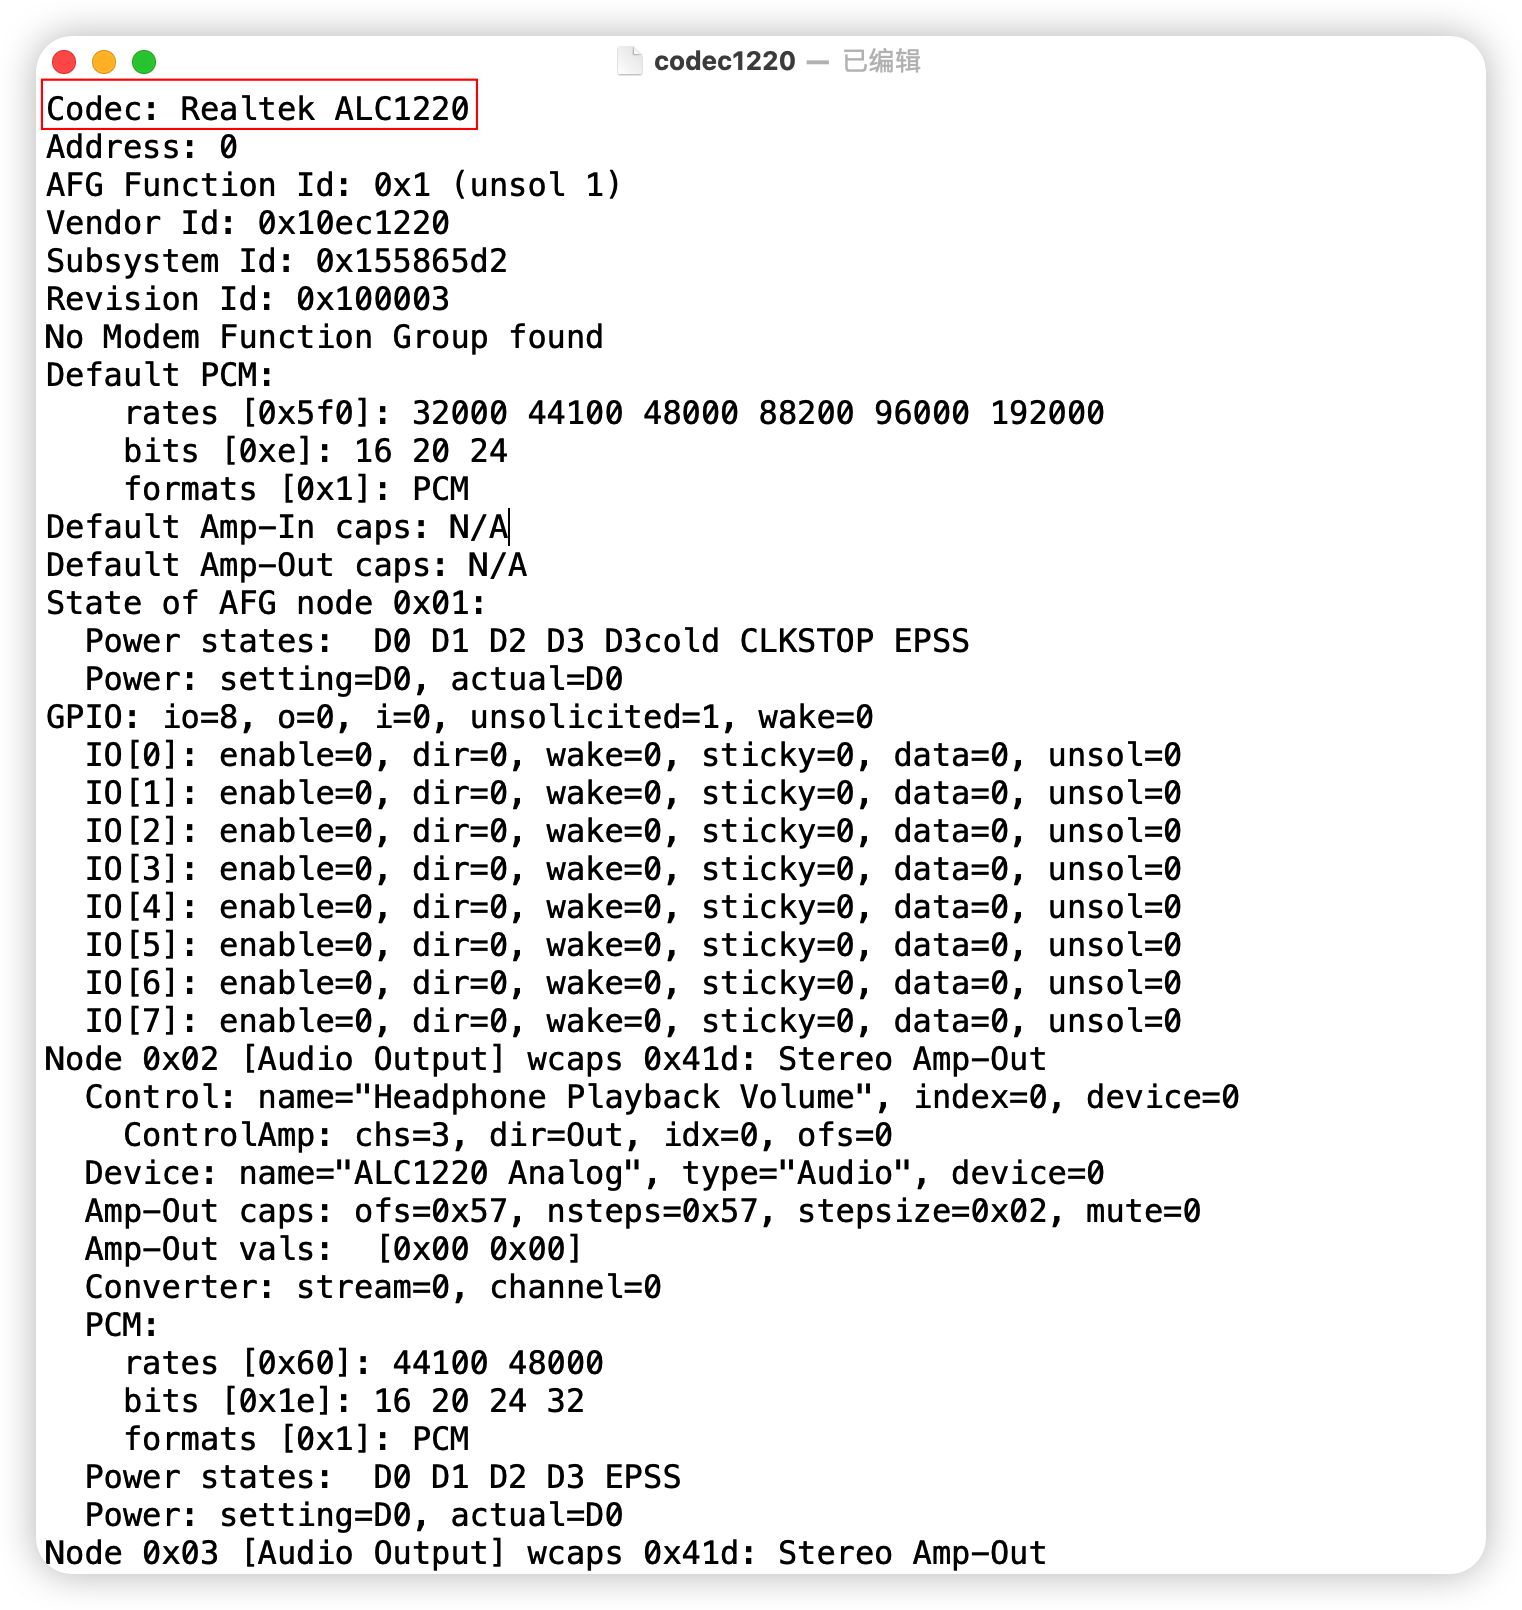 codec1220 — 已编辑
Codec: Realtek ALC1220
Address: 0
AFG Function Id: 0x1 (unsol 1)
Vendor Id: 0x10ec1220
Subsystem Id: 0x155865d2
Revision Id: 0x100003
No Modem Function Group found
Default PCM:
    rates [0x5f0]: 32000 44100 48000 88200 96000 192000
    bits [0xe]: 16 20 24
    formats [0x1]: PCM
Default Amp-In caps: N/A
Default Amp-Out caps: N/A
State of AFG node 0x01:
  Power states:  D0 D1 D2 D3 D3cold CLKSTOP EPSS
  Power: setting=D0, actual=D0
GPIO: io=8, o=0, i=0, unsolicited=1, wake=0
  IO[0]: enable=0, dir=0, wake=0, sticky=0, data=0, unsol=0
  IO[1]: enable=0, dir=0, wake=0, sticky=0, data=0, unsol=0
  IO[2]: enable=0, dir=0, wake=0, sticky=0, data=0, unsol=0
  IO[3]: enable=0, dir=0, wake=0, sticky=0, data=0, unsol=0
  IO[4]: enable=0, dir=0, wake=0, sticky=0, data=0, unsol=0
  IO[5]: enable=0, dir=0, wake=0, sticky=0, data=0, unsol=0
  IO[6]: enable=0, dir=0, wake=0, sticky=0, data=0, unsol=0
  IO[7]: enable=0, dir=0, wake=0, sticky=0, data=0, unsol=0
Node 0x02 [Audio Output] wcaps 0x41d: Stereo Amp-Out
  Control: name="Headphone Playback Volume", index=0, device=0
    ControlAmp: chs=3, dir=Out, idx=0, ofs=0
  Device: name="ALC1220 Analog", type="Audio", device=0
  Amp-Out caps: ofs=0x57, nsteps=0x57, stepsize=0x02, mute=0
  Amp-Out vals:  [0x00 0x00]
  Converter: stream=0, channel=0
  PCM:
    rates [0x60]: 44100 48000
    bits [0x1e]: 16 20 24 32
    formats [0x1]: PCM
  Power states:  D0 D1 D2 D3 EPSS
  Power: setting=D0, actual=D0
Node 0x03 [Audio Output] wcaps 0x41d: Stereo Amp-Out